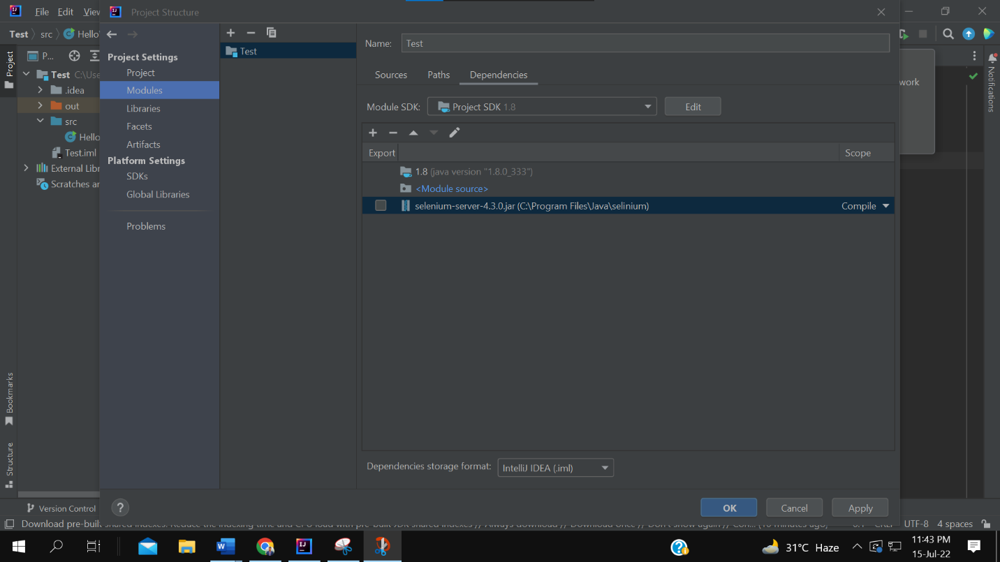 File Edit View
Project Structure
Test src Hello
Project Settings
Project
Modules
Libraries
Facets
Artifacts
Platform Settings
SDKs
Global Libraries
Problems
Test
Name: Test
Sources Paths Dependencies
Module SDK: Project SDK 1.8 Edit
Export Scope
1.8 (java version "1.8.0_333")
<Module source>
selenium-server-4.3.0.jar (C:\Program Files\Java\selinium) Compile
Dependencies storage format: IntelliJ IDEA (.iml)
? OK Cancel Apply
Project
P...
Test C:\Use
.idea
out
src
Hello
Test.iml
External Libr
Scratches ar
Bookmarks
Structure
work
Notifications
Version Control
Download pre-built shared indexes: Reduce the indexing time and CPU load with pre-built JDK shared indexes // Always download // Download once // Don't show again // Con... (10 minutes ago)
UTF-8 4 spaces
31°C Haze
11:43 PM
15-Jul-22